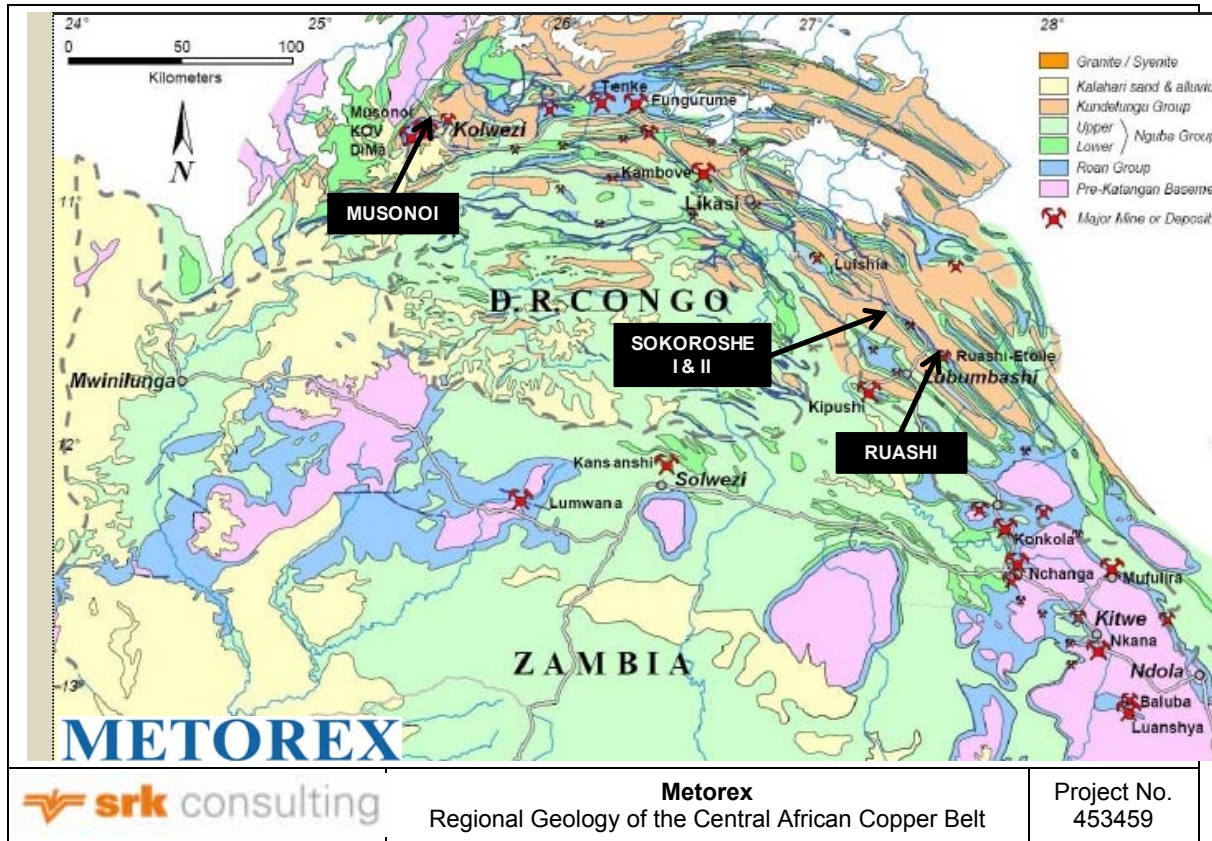 24°
25°
26°
27°
28°
0 50 100
Kilometers
N
Granite / Syenite
Kalahari sand & alluviu
Kundelungu Group
Upper
Lower
Nguba Group
Roan Group
Pre-Katangan Baseme
Major Mine or Deposit
Tenke
Fungurume
Musonoi
KOV
DiMa
Kolwezi
MUSONOI
Kambove
Likasi
11°
Luishia
D.R.CONGO
SOKOROSHE
I & II
Ruashi-Etoile
Lubumbashi
Mwinilunga
Kipushi
RUASHI
12°
Kansanshi
Solwezi
Lumwana
Konkola
Nchanga
Mufulira
Kitwe
Nkana
ZAMBIA
Ndola
13°
Baluba
Luanshya
METOREX
srk consulting
Metorex
Regional Geology of the Central African Copper Belt
Project No.
453459